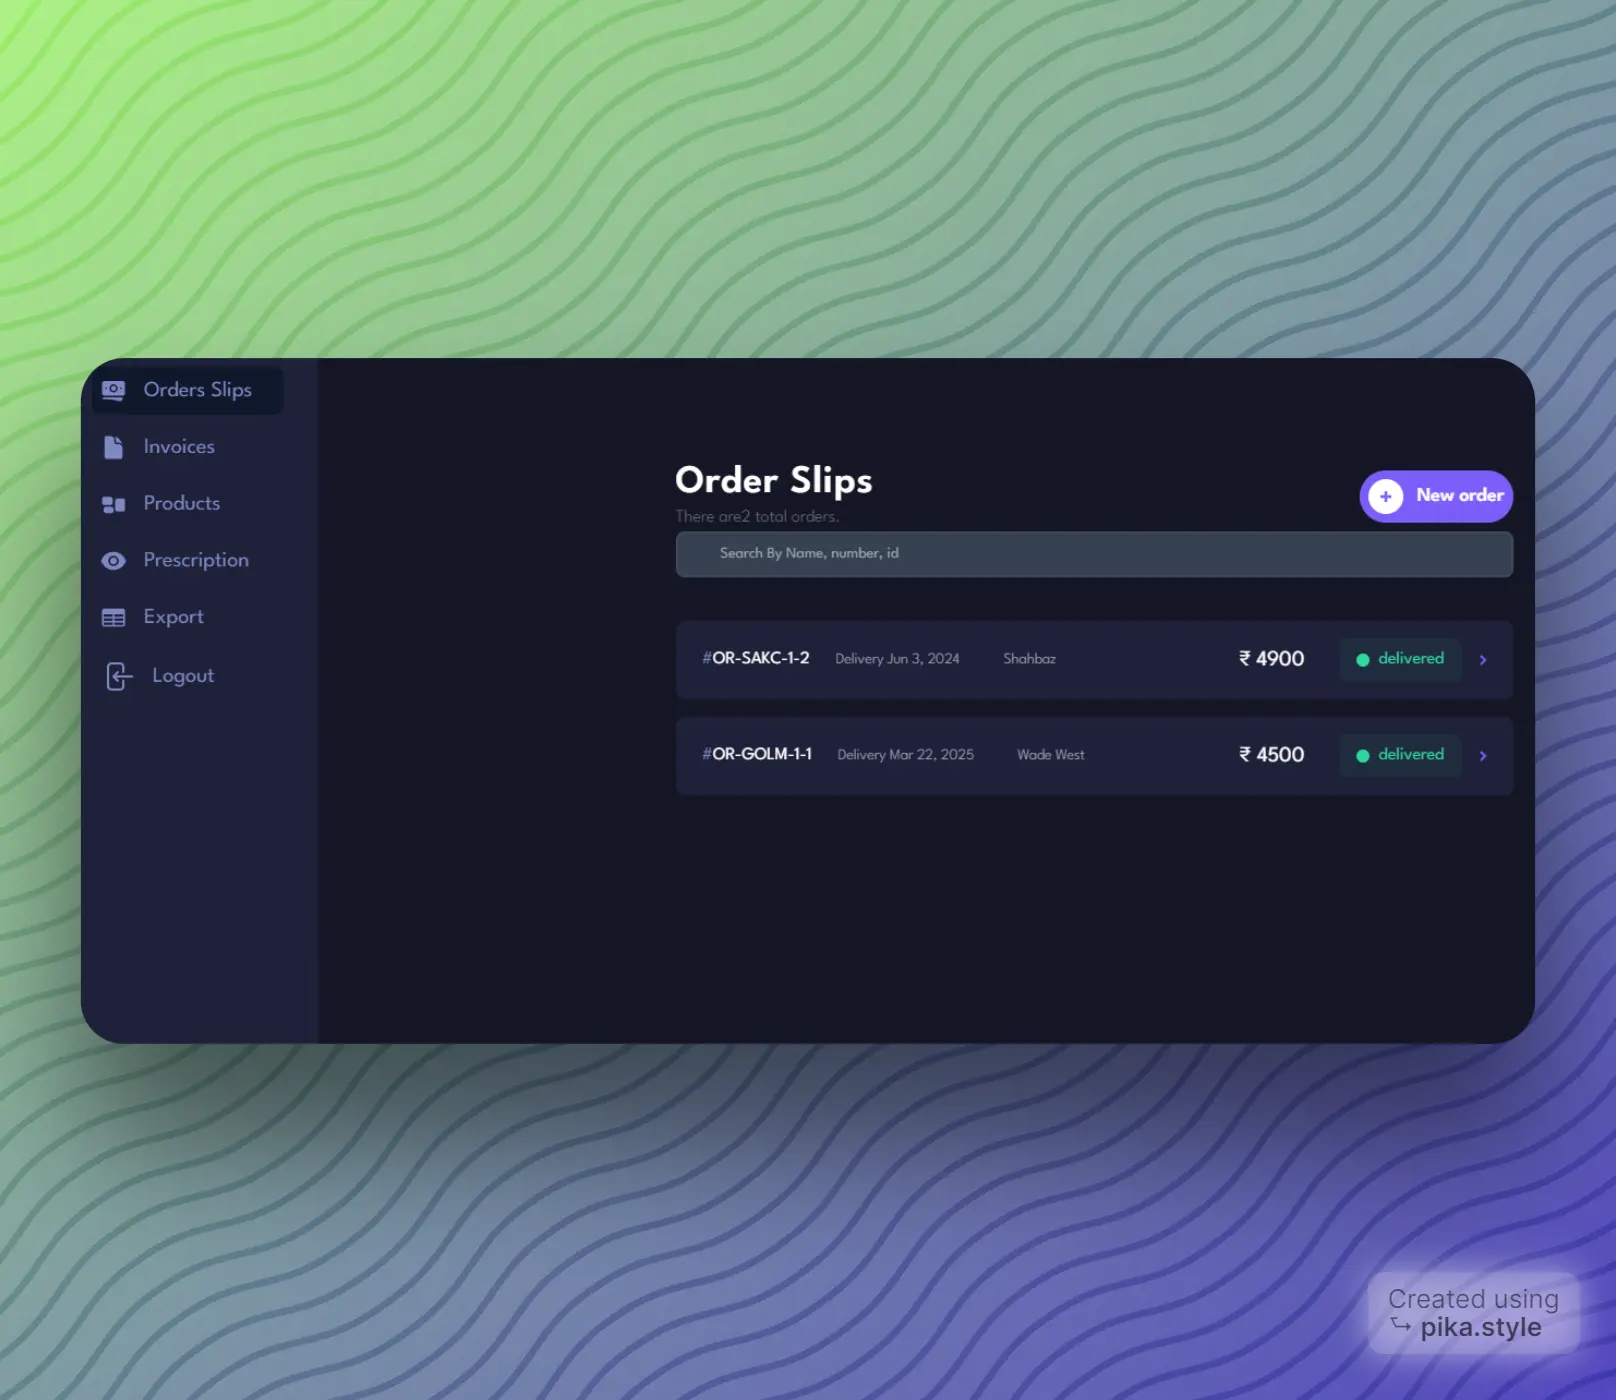 Orders Slips
Invoices
Products
Prescription
Export
Logout
Order Slips
There are2 total orders.
New order
Search By Name, number, id
#OR-SAKC-1-2 Delivery Jun 3, 2024 Shahbaz ₹ 4900 delivered
#OR-GOLM-1-1 Delivery Mar 22, 2025 Wade West ₹ 4500 delivered
Created using
pika.style